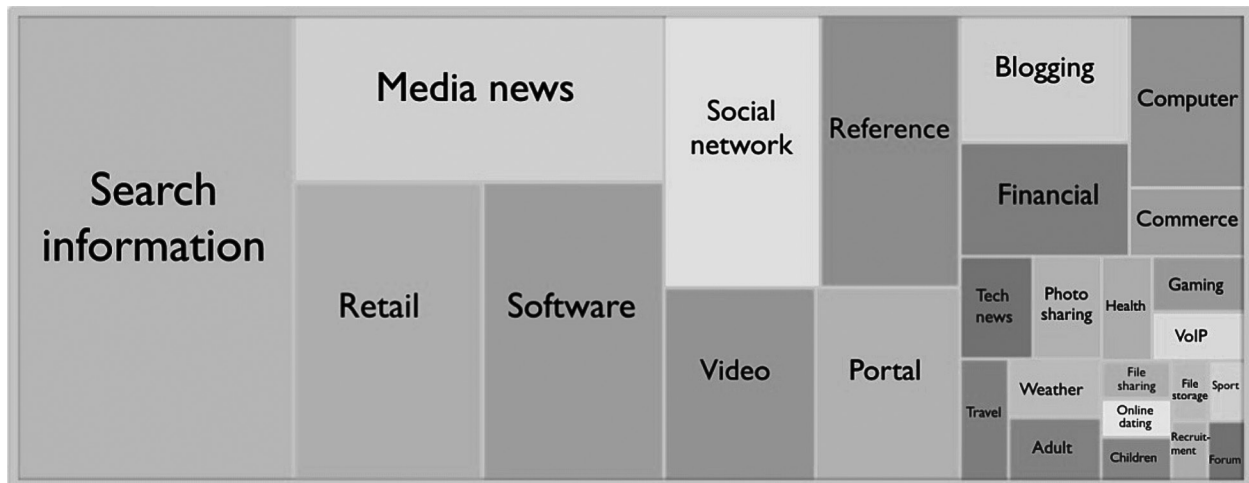 Search
information
Media news
Retail
Software
Social
network
Reference
Video
Portal
Blogging
Computer
Financial
Commerce
Tech
news
Photo
sharing
Health
Gaming
VoIP
Travel
Weather
Adult
File
sharing
Online
dating
Children
File
storage
Sport
Recruit-
ment
Forum